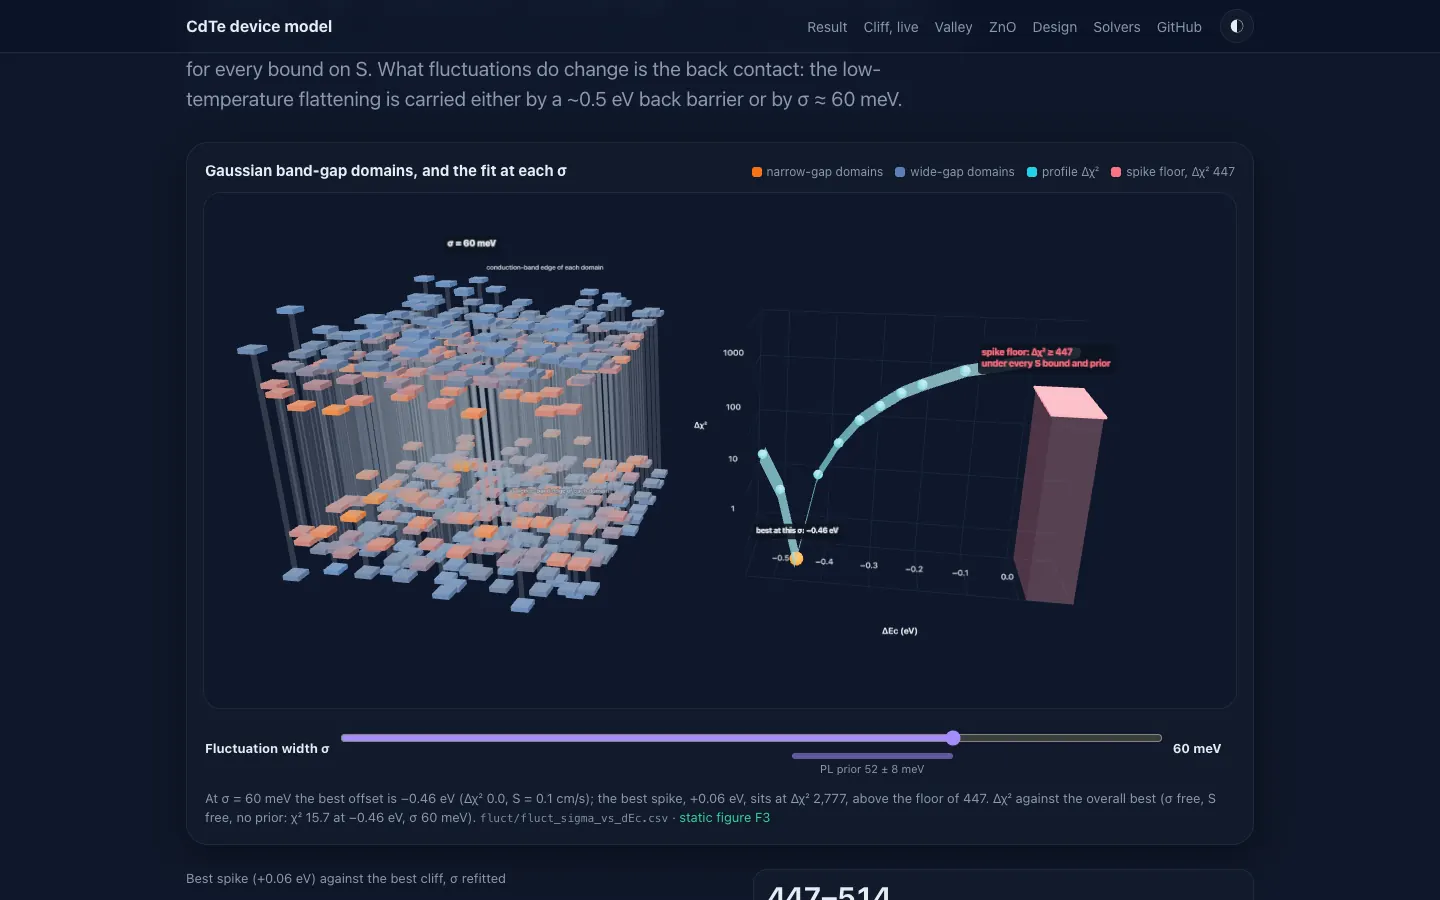 CdTe device model
Result
Cliff, live
Valley
ZnO
Design
Solvers
GitHub
for every bound on S. What fluctuations do change is the back contact: the low-
temperature flattening is carried either by a ~0.5 eV back barrier or by σ ≈ 60 meV.
Gaussian band-gap domains, and the fit at each σ
narrow-gap domains
wide-gap domains
profile Δχ²
spike floor, Δχ² 447
σ = 60 meV
conduction-band edge of each domain
1000
100
Δχ²
10
1
spike floor: Δχ² ≥ 447
under every S bound and prior
best at this σ: −0.46 eV
−0.5
−0.4
−0.3
−0.2
−0.1
0.0
ΔEc (eV)
Fluctuation width σ
60 meV
PL prior 52 ± 8 meV
At σ = 60 meV the best offset is −0.46 eV (Δχ² 0.0, S = 0.1 cm/s); the best spike, +0.06 eV, sits at Δχ² 2,777, above the floor of 447. Δχ² against the overall best (σ free, S
free, no prior: χ² 15.7 at −0.46 eV, σ 60 meV). fluct/fluct_sigma_vs_dEc.csv · static figure F3
Best spike (+0.06 eV) against the best cliff, σ refitted
447–514